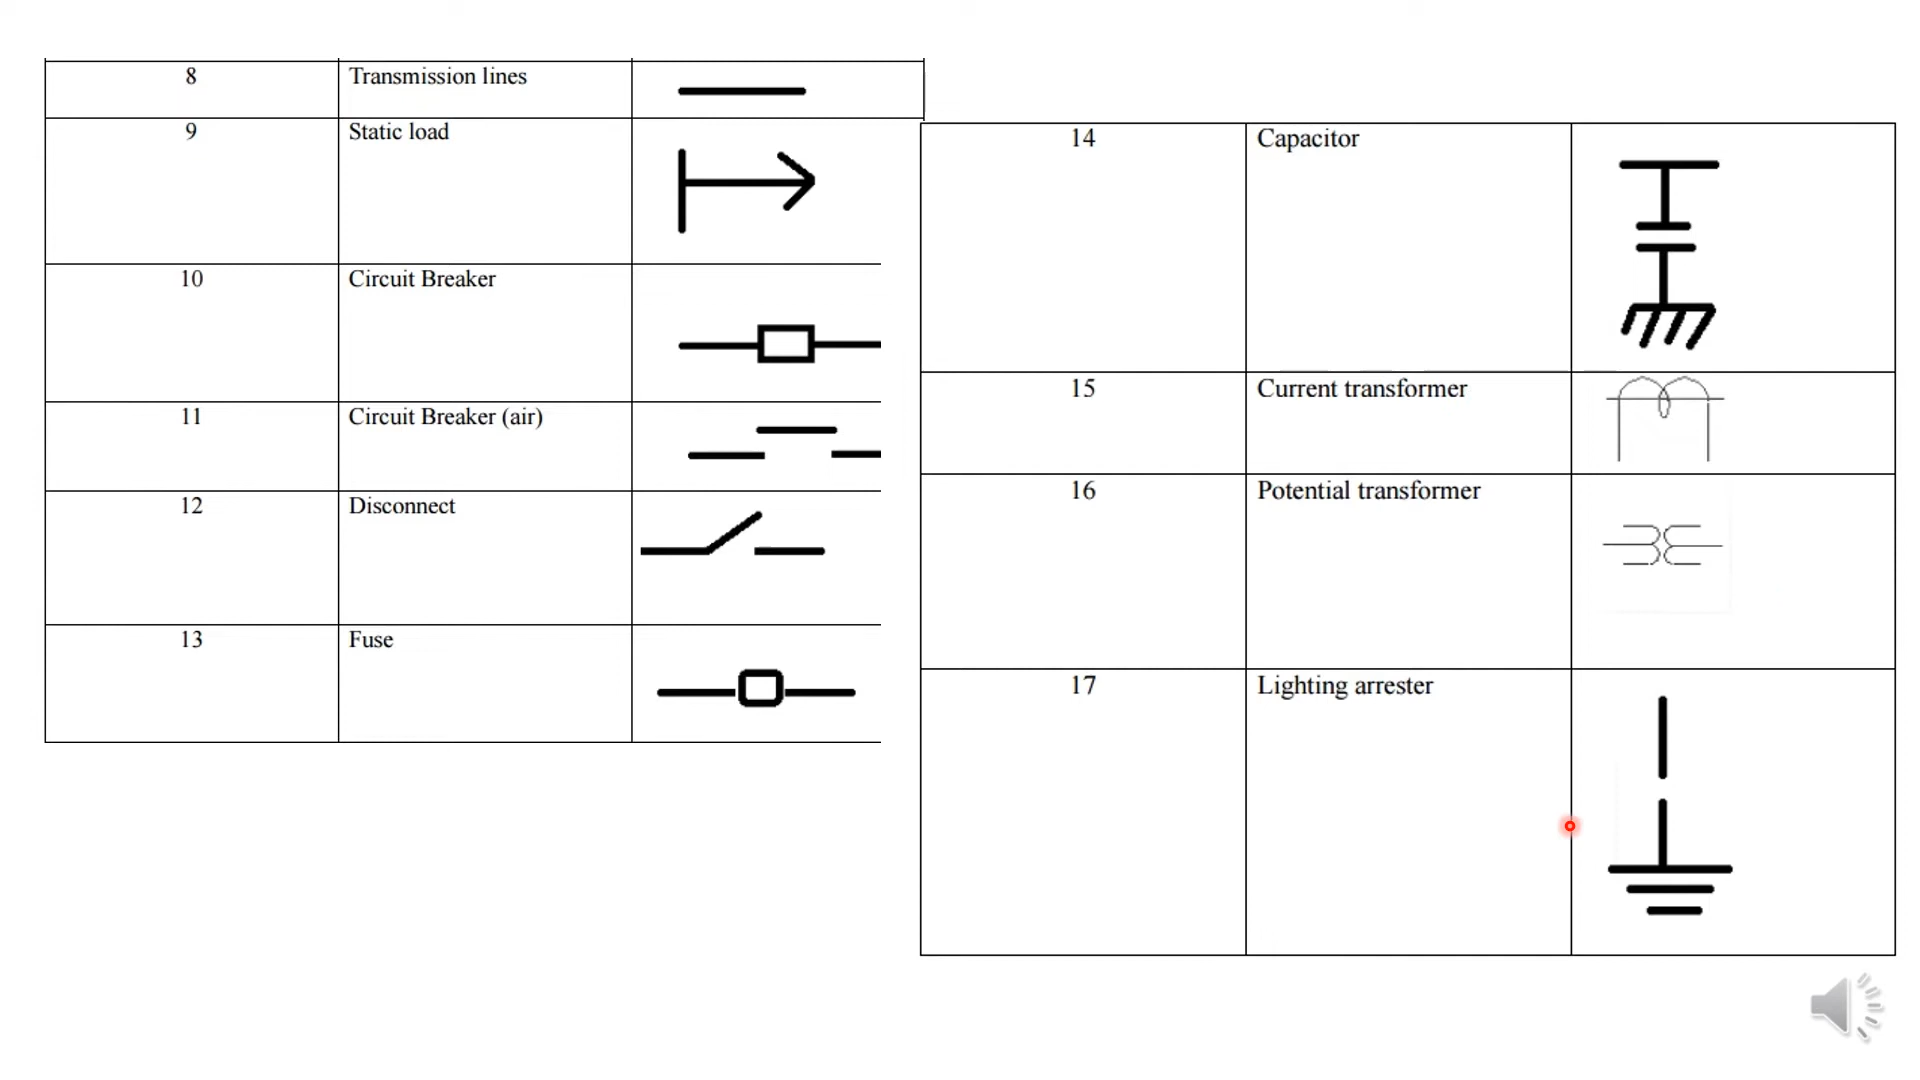 8 Transmission lines
9 Static load
10 Circuit Breaker
11 Circuit Breaker (air)
12 Disconnect
13 Fuse
14 Capacitor
15 Current transformer
16 Potential transformer
17 Lighting arrester